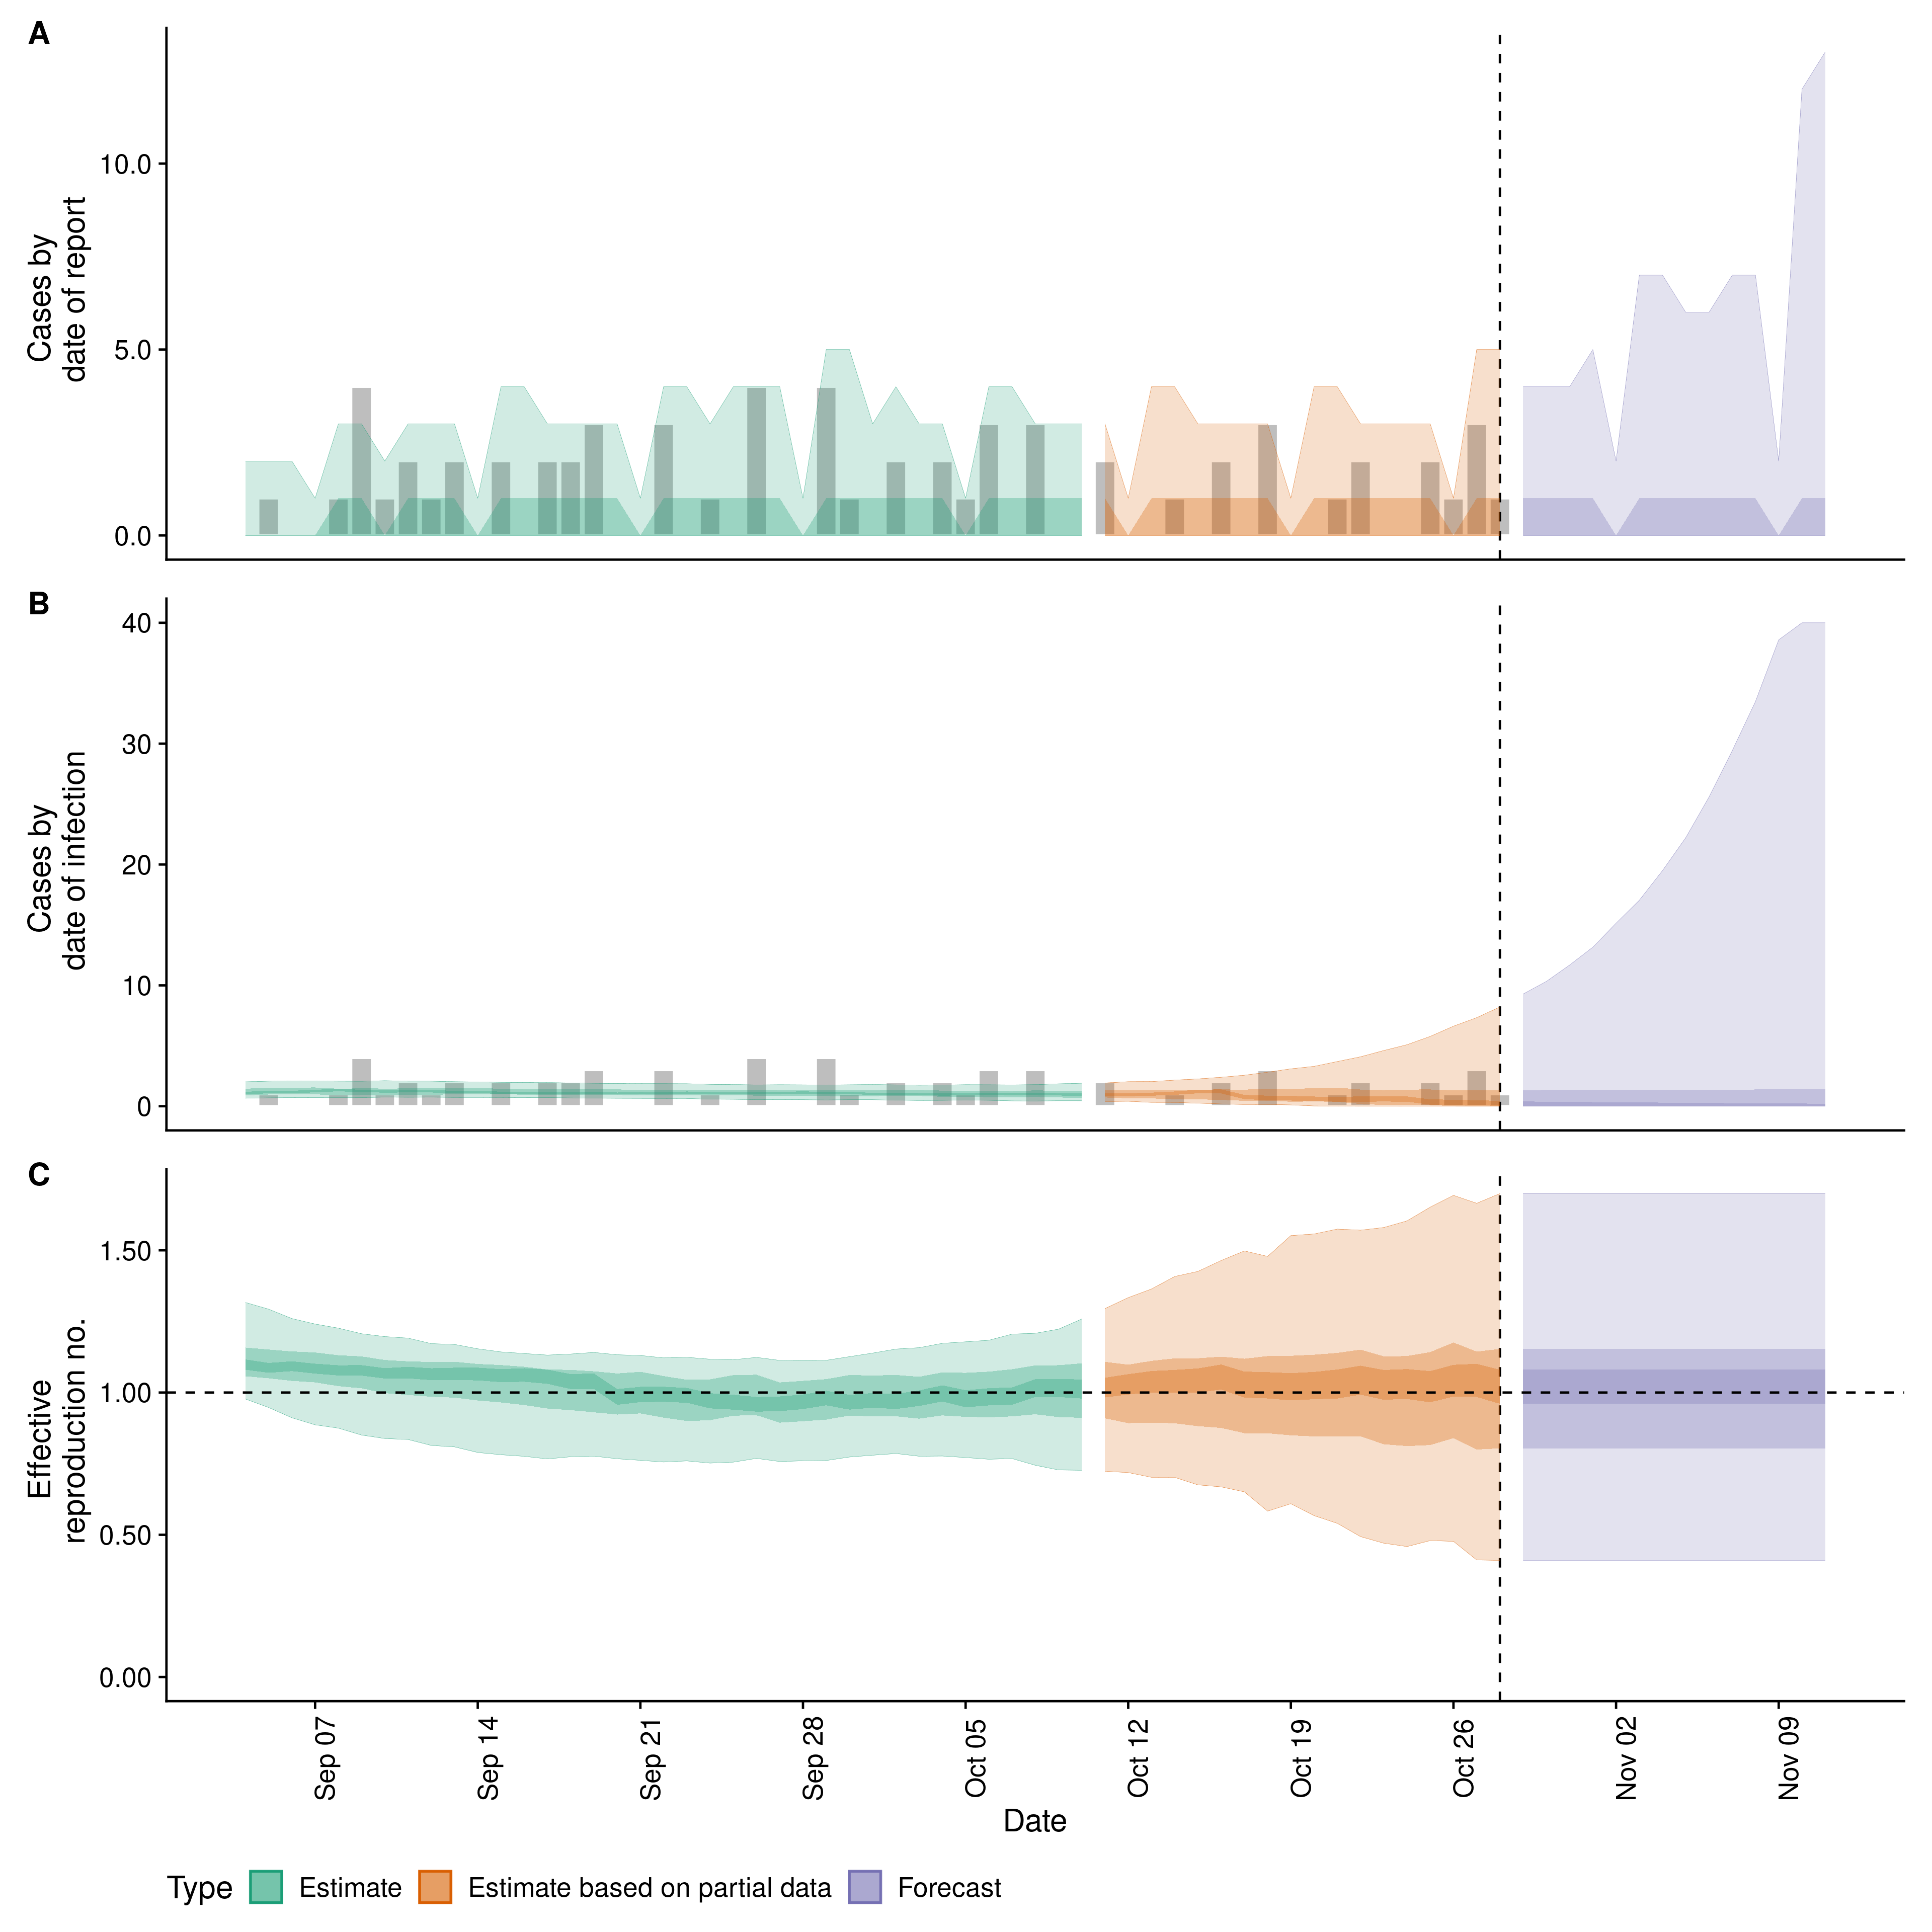 A
Cases by
date of report
10.0
5.0
0.0
B
Cases by
date of infection
40
30
20
10
0
C
Effective
reproduction no.
1.50
1.00
0.50
0.00
Sep 07
Sep 14
Sep 21
Sep 28
Oct 05
Oct 12
Oct 19
Oct 26
Nov 02
Nov 09
Date
Type Estimate Estimate based on partial data Forecast